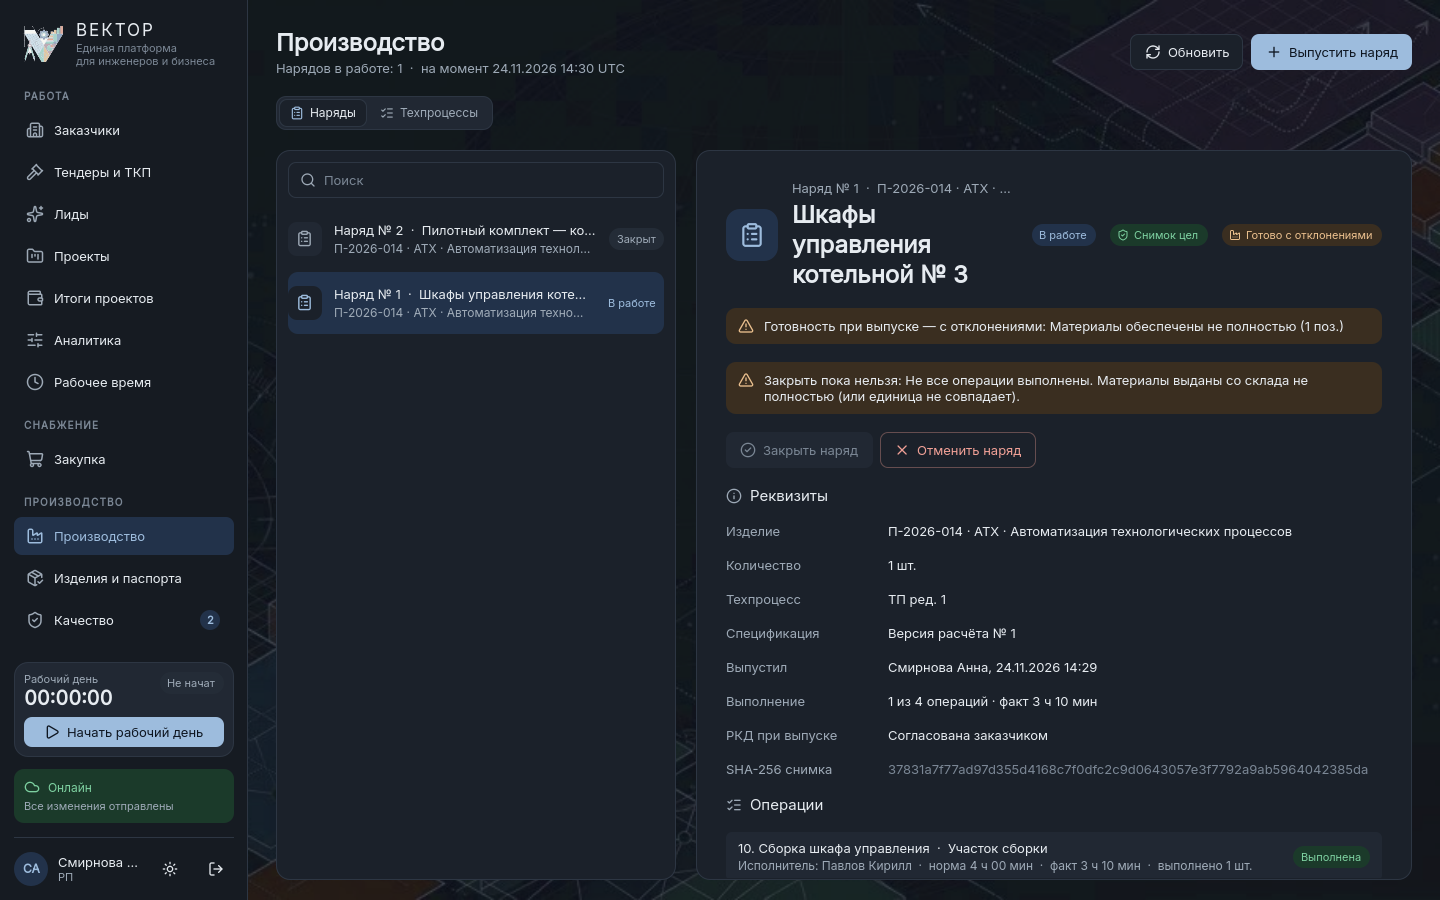 ВЕКТОР
Единая платформа
для инженеров и бизнеса
РАБОТА
Заказчики
Тендеры и ТКП
Лиды
Проекты
Итоги проектов
Аналитика
Рабочее время
СНАБЖЕНИЕ
Закупка
ПРОИЗВОДСТВО
Производство
Изделия и паспорта
Качество 2
Рабочий день
Не начат
00:00:00
Начать рабочий день
Онлайн
Все изменения отправлены
СА
Смирнова ...
РП
Производство
Нарядов в работе: 1 · на момент 24.11.2026 14:30 UTC
Обновить
Выпустить наряд
Наряды
Техпроцессы
Поиск
Наряд № 2 · Пилотный комплект — ко...
П-2026-014 · АТХ · Автоматизация технол...
Закрыт
Наряд № 1 · Шкафы управления коте...
П-2026-014 · АТХ · Автоматизация техно...
В работе
Наряд № 1 · П-2026-014 · АТХ · ...
Шкафы
управления
котельной № 3
В работе
Снимок цел
Готово с отклонениями
Готовность при выпуске — с отклонениями: Материалы обеспечены не полностью (1 поз.)
Закрыть пока нельзя: Не все операции выполнены. Материалы выданы со склада не
полностью (или единица не совпадает).
Закрыть наряд
Отменить наряд
Реквизиты
Изделие П-2026-014 · АТХ · Автоматизация технологических процессов
Количество 1 шт.
Техпроцесс ТП ред. 1
Спецификация Версия расчёта № 1
Выпустил Смирнова Анна, 24.11.2026 14:29
Выполнение 1 из 4 операций · факт 3 ч 10 мин
РКД при выпуске Согласована заказчиком
SHA-256 снимка 37831a7f77ad97d355d4168c7f0dfc2c9d0643057e3f7792a9ab5964042385da
Операции
10. Сборка шкафа управления · Участок сборки
Исполнитель: Павлов Кирилл · норма 4 ч 00 мин · факт 3 ч 10 мин · выполнено 1 шт.
Выполнена